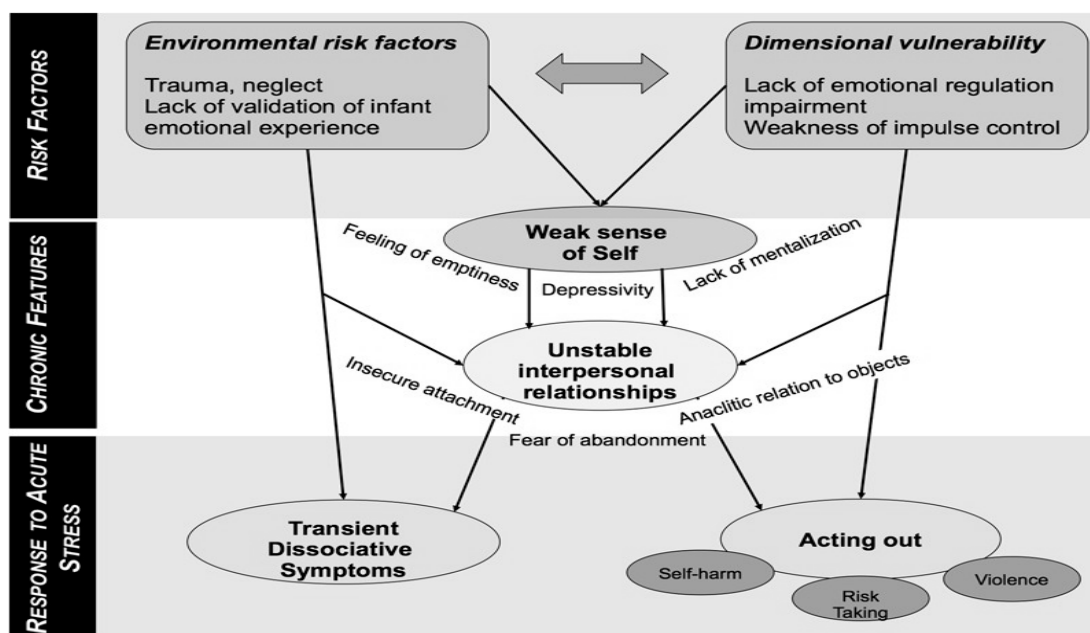 RISK FACTORS
Environmental risk factors
Trauma, neglect
Lack of validation of infant
emotional experience
Dimensional vulnerability
Lack of emotional regulation
impairment
Weakness of impulse control
CHRONIC FEATURES
Weak sense
of Self
Feeling of emptiness
Depressivity
Lack of mentalization
Unstable
interpersonal
relationships
Insecure attachment
Fear of abandonment
Anaclitic relation to objects
RESPONSE TO ACUTE
STRESS
Transient
Dissociative
Symptoms
Acting out
Self-harm
Risk
Taking
Violence